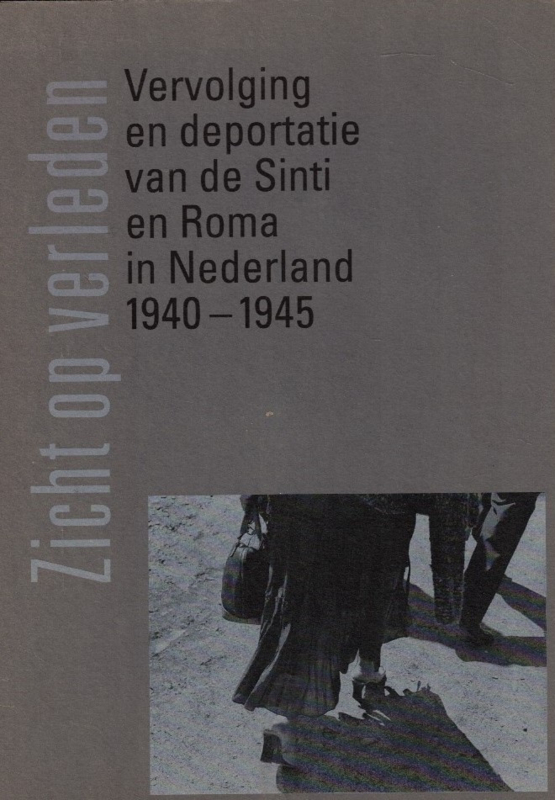 Zicht op verleden
Vervolging
en deportatie
van de Sinti
en Roma
in Nederland
1940 – 1945